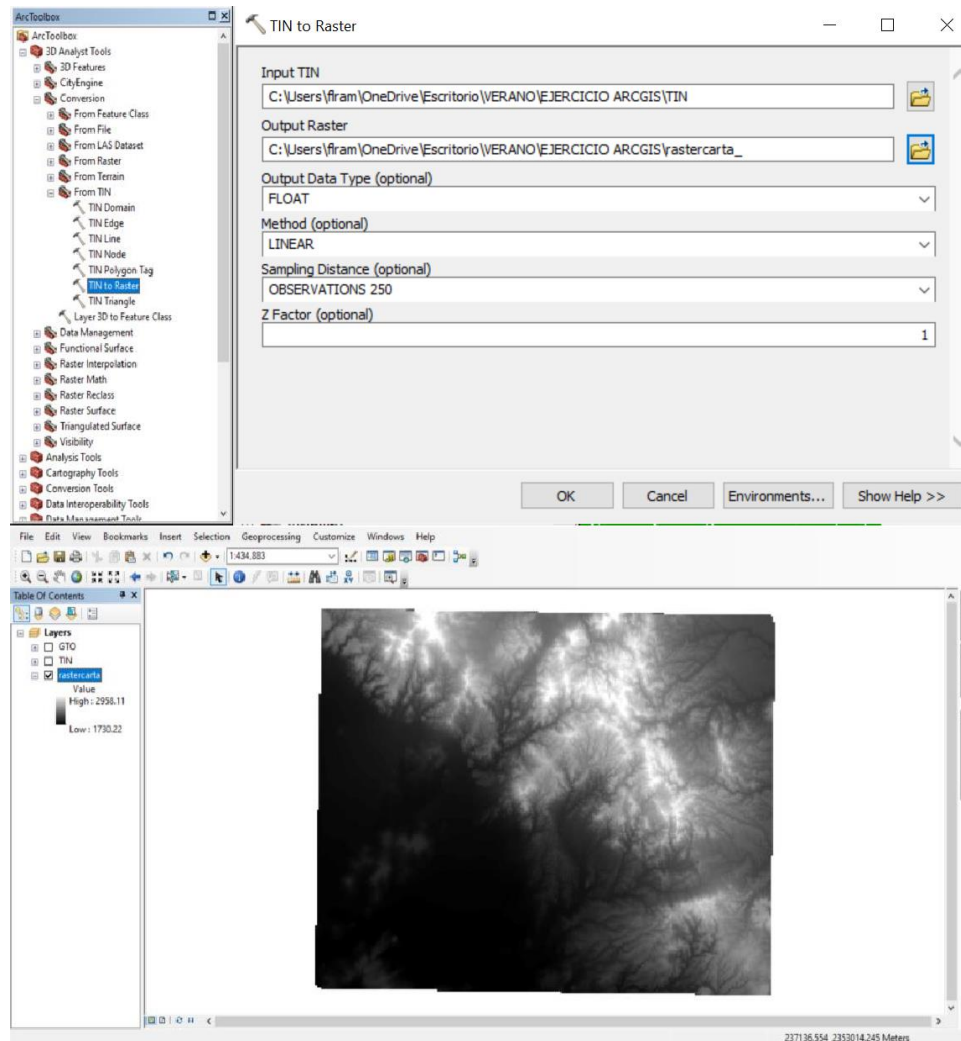 ArcToolbox
ArcToolbox
3D Analyst Tools
3D Features
CityEngine
Conversion
From Feature Class
From File
From LAS Dataset
From Raster
From Terrain
From TIN
TIN Domain
TIN Edge
TIN Line
TIN Node
TIN Polygon Tag
TIN to Raster
TIN Triangle
Layer 3D to Feature Class
Data Management
Functional Surface
Raster Interpolation
Raster Math
Raster Reclass
Raster Surface
Triangulated Surface
Visibility
Analysis Tools
Cartography Tools
Conversion Tools
Data Interoperability Tools
Data Management Tools
TIN to Raster
Input TIN
C:\Users\flram\OneDrive\Escritorio\VERANO\EJERCICIO ARCGIS\TIN
Output Raster
C:\Users\flram\OneDrive\Escritorio\VERANO\EJERCICIO ARCGIS\rastercarta_
Output Data Type (optional)
FLOAT
Method (optional)
LINEAR
Sampling Distance (optional)
OBSERVATIONS 250
Z Factor (optional)
1
OK Cancel Environments... Show Help >>
File Edit View Bookmarks Insert Selection Geoprocessing Customize Windows Help
1:434,883
Table Of Contents
Layers
GTO
TIN
rastercarta
Value
High : 2958.11
Low : 1730.22
237136.554 2353014.245 Meters